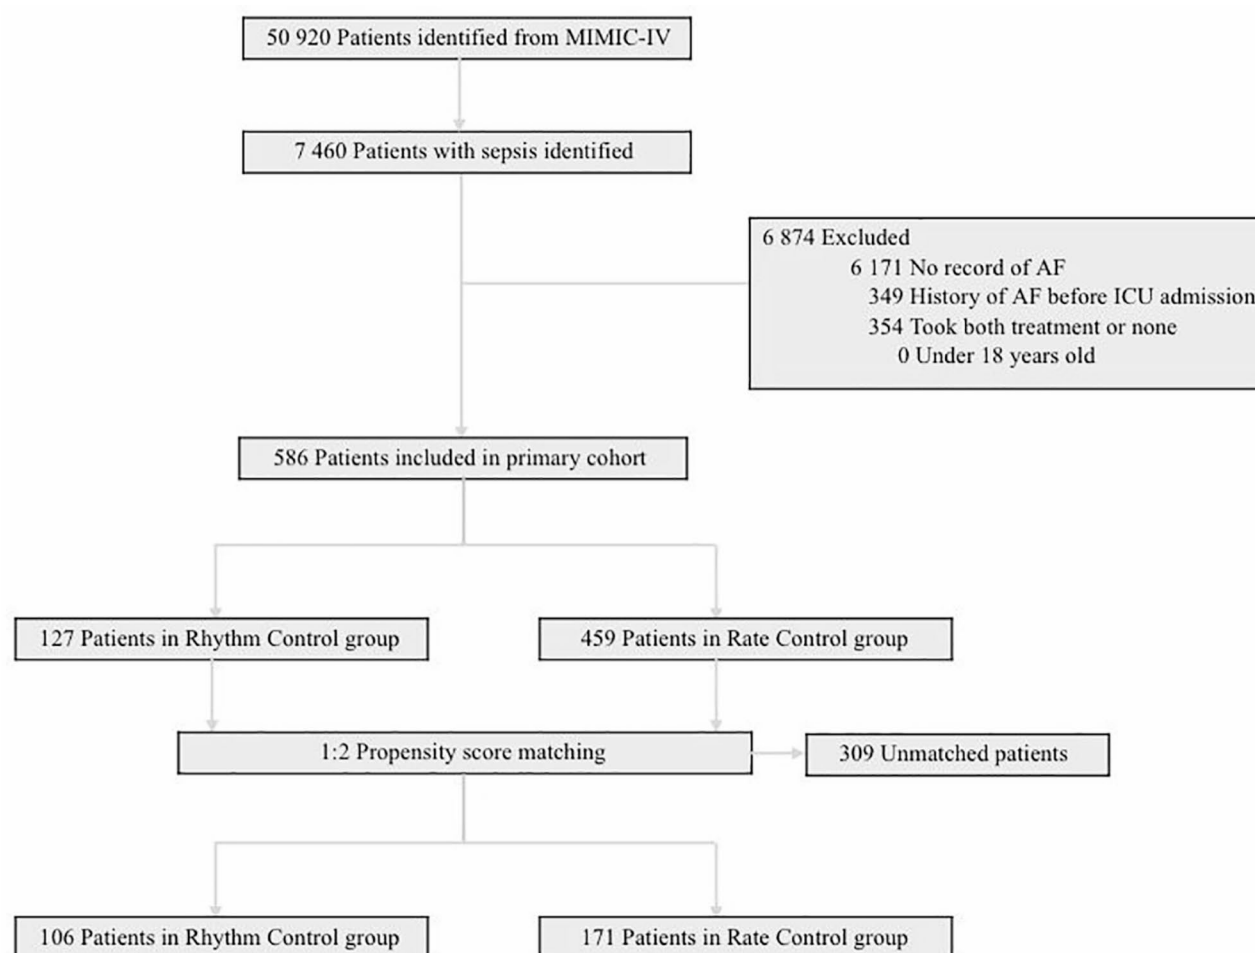 50 920 Patients identified from MIMIC-IV
7 460 Patients with sepsis identified
6 874 Excluded
6 171 No record of AF
349 History of AF before ICU admission
354 Took both treatment or none
0 Under 18 years old
586 Patients included in primary cohort
127 Patients in Rhythm Control group
459 Patients in Rate Control group
1:2 Propensity score matching
309 Unmatched patients
106 Patients in Rhythm Control group
171 Patients in Rate Control group